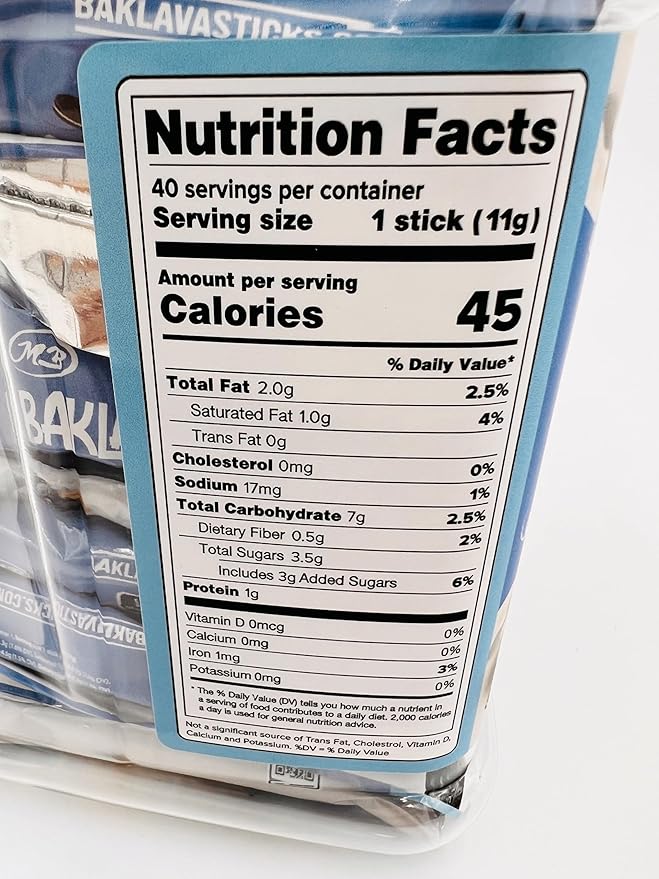 BAKLAVASTICKS.CO
Nutrition Facts
40 servings per container
Serving size 1 stick (11g)
Amount per serving
Calories 45
% Daily Value*
Total Fat 2.0g 2.5%
Saturated Fat 1.0g 4%
Trans Fat 0g
Cholesterol 0mg 0%
Sodium 17mg 1%
Total Carbohydrate 7g 2.5%
Dietary Fiber 0.5g 2%
Total Sugars 3.5g
Includes 3g Added Sugars 6%
Protein 1g
Vitamin D 0mcg 0%
Calcium 0mg 0%
Iron 1mg 3%
Potassium 0mg 0%
* The % Daily Value (DV) tells you how much a nutrient in
a serving of food contributes to a daily diet. 2,000 calories
a day is used for general nutrition advice.
Not a significant source of Trans Fat, Cholestrol, Vitamin D,
Calcium and Potassium. %DV = % Daily Value
MB
BAKL
AKL
BAKLAVASTICKS.COM